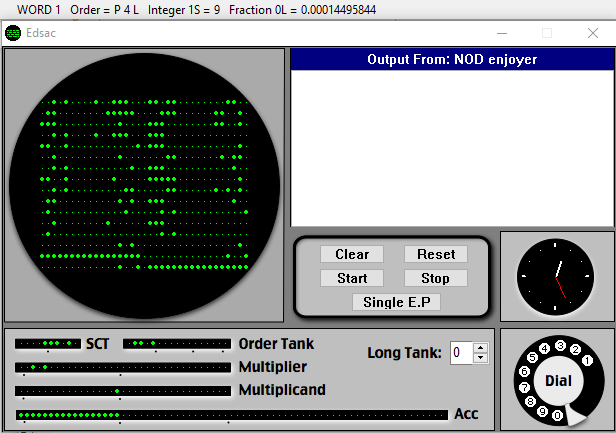 WORD 1 Order = P 4 L Integer 1S = 9 Fraction 0L = 0.00014495844
Edsac
Output From: NOD enjoyer
Clear Reset
Start Stop
Single E.P
SCT Order Tank
Long Tank: 0
Multiplier
Multiplicand
Acc
5 4 3 2 1
6
7
8
9 0
Dial